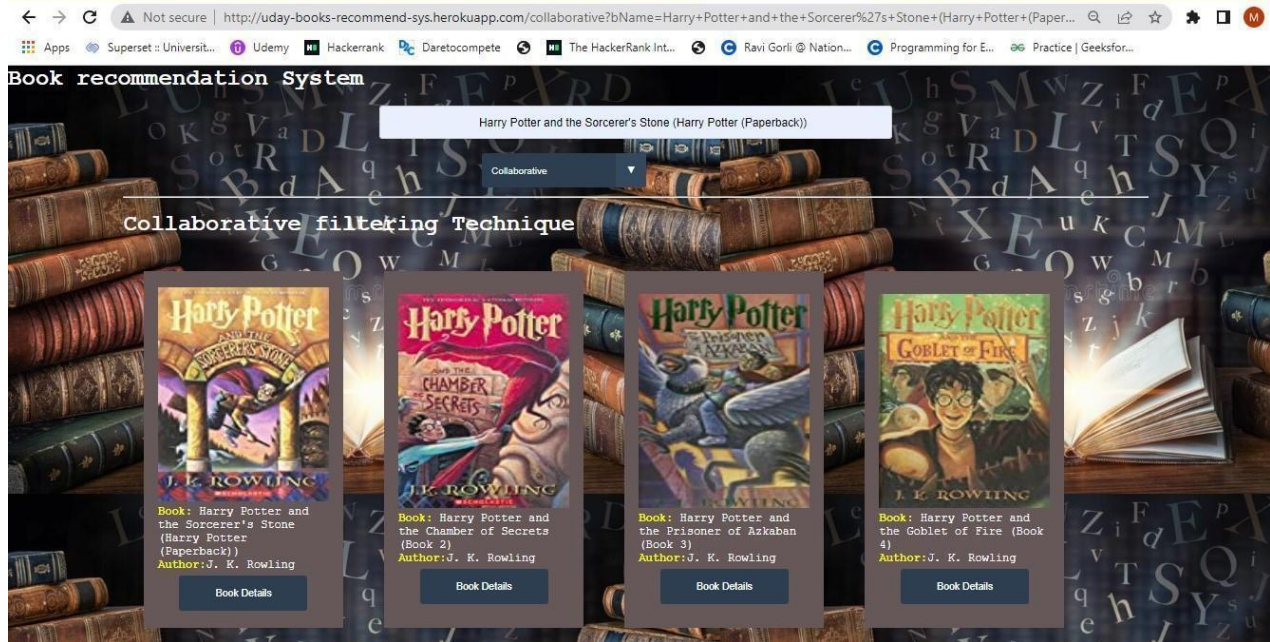 Not secure | http://uday-books-recommend-sys.herokuapp.com/collaborative?bName=Harry+Potter+and+the+Sorcerer%27s+Stone+(Harry+Potter+(Paper...
M
Apps Superset :: Universit... Udemy Hackerrank Daretocompete The HackerRank Int... Ravi Gorli @ Nation... Programming for E... Practice | Geeksfor...
Book recommendation System
Harry Potter and the Sorcerer's Stone (Harry Potter (Paperback))
Collaborative
Collaborative filtering Technique
Harry Potter
AND THE
SORCERER'S STONE
J. K. ROWLING
SCHOLASTIC
Book: Harry Potter and
the Sorcerer's Stone
(Harry Potter
(Paperback))
Author:J. K. Rowling
Book Details
Harry Potter
AND THE
CHAMBER
OF
SECRETS
J. K. ROWLING
SCHOLASTIC
Book: Harry Potter and
the Chamber of Secrets
(Book 2)
Author:J. K. Rowling
Book Details
Harry Potter
Prisoner
AZKABAN
ROWLING
Book: Harry Potter and
the Prisoner of Azkaban
(Book 3)
Author:J. K. Rowling
Book Details
Harry Potter
AND THE
GOBLET OF FIRE
J. K. ROWLING
Book: Harry Potter and
the Goblet of Fire (Book
4)
Author:J. K. Rowling
Book Details